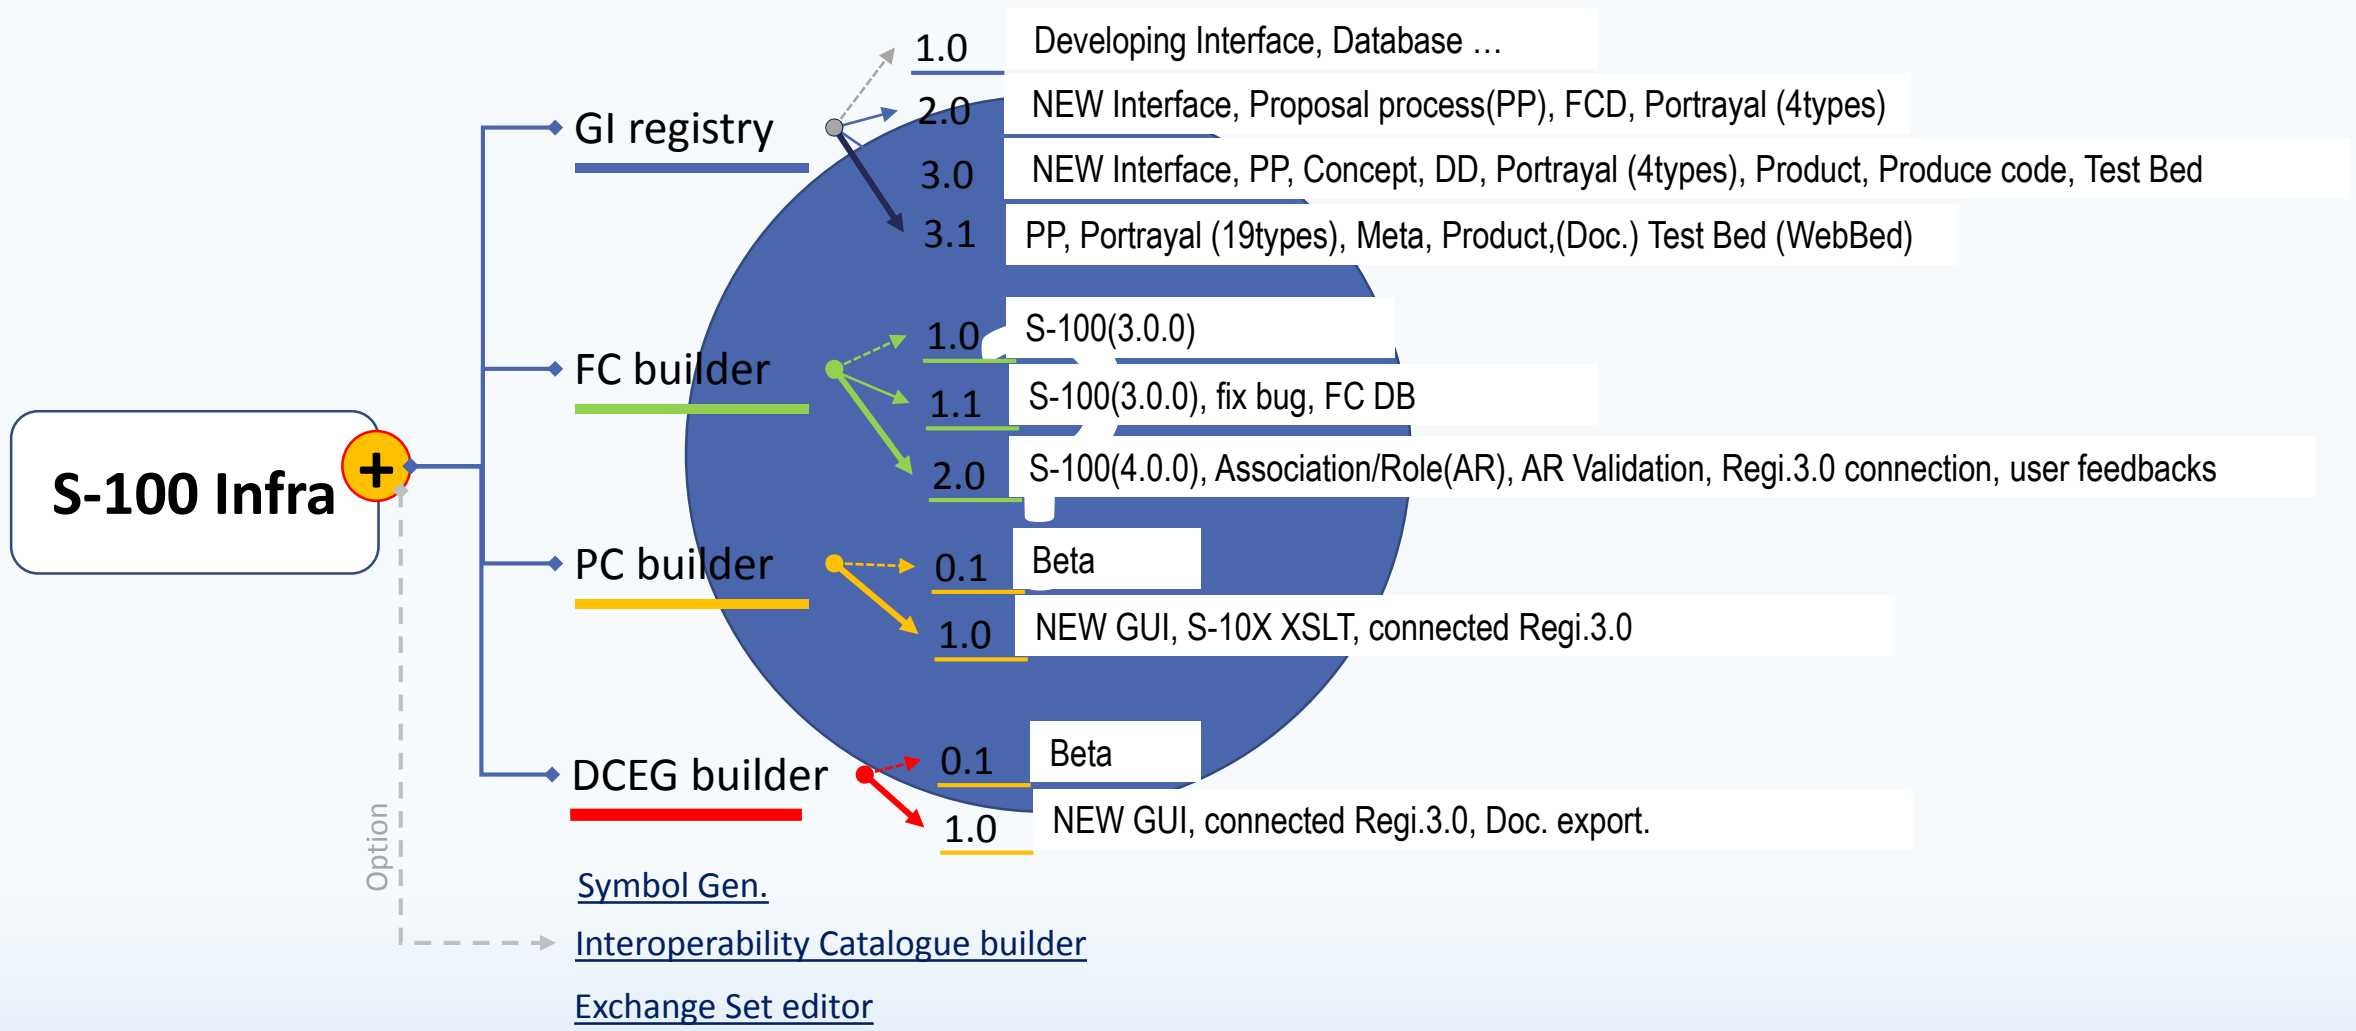 S-100 Infra
+
Option
GI registry
1.0 Developing Interface, Database …
2.0 NEW Interface, Proposal process(PP), FCD, Portrayal (4types)
3.0 NEW Interface, PP, Concept, DD, Portrayal (4types), Product, Produce code, Test Bed
3.1 PP, Portrayal (19types), Meta, Product,(Doc.) Test Bed (WebBed)
FC builder
1.0 S-100(3.0.0)
1.1 S-100(3.0.0), fix bug, FC DB
2.0 S-100(4.0.0), Association/Role(AR), AR Validation, Regi.3.0 connection, user feedbacks
PC builder
0.1 Beta
1.0 NEW GUI, S-10X XSLT, connected Regi.3.0
DCEG builder
0.1 Beta
1.0 NEW GUI, connected Regi.3.0, Doc. export.
Symbol Gen.
Interoperability Catalogue builder
Exchange Set editor